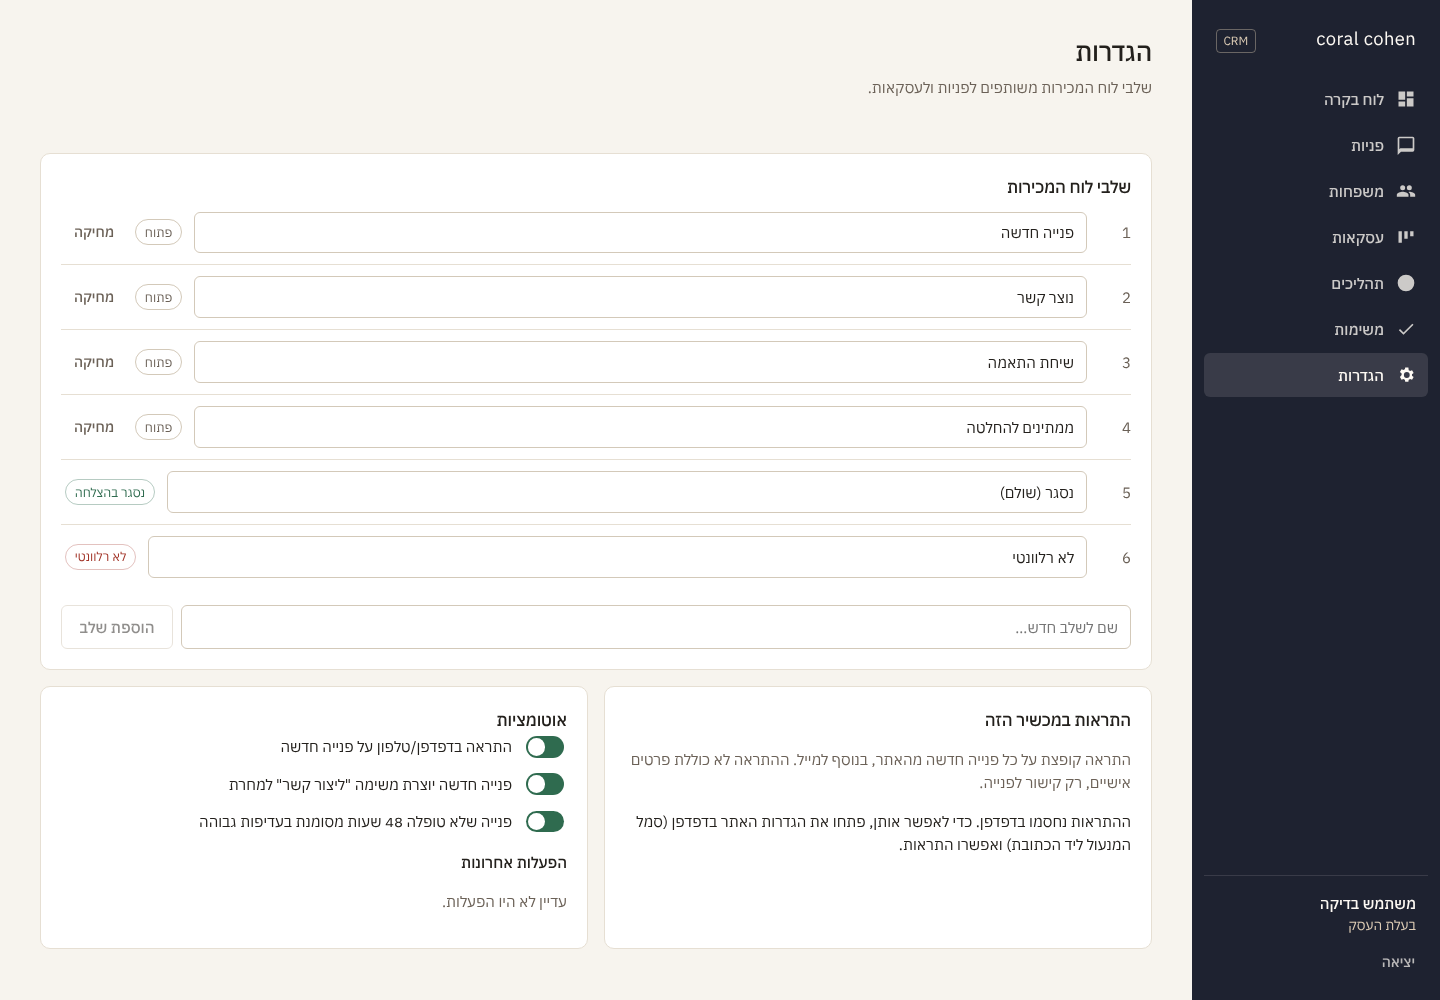 coral cohen
CRM
לוח בקרה
פניות
משפחות
עסקאות
תהליכים
משימות
הגדרות
משתמש בדיקה
בעלת העסק
יציאה
הגדרות
שלבי לוח המכירות משותפים לפניות ולעסקאות.
שלבי לוח המכירות
1 פנייה חדשה פתוח מחיקה
2 נוצר קשר פתוח מחיקה
3 שיחת התאמה פתוח מחיקה
4 ממתינים להחלטה פתוח מחיקה
5 נסגר (שולם) נסגר בהצלחה
6 לא רלוונטי לא רלוונטי
שם לשלב חדש... הוספת שלב
התראות במכשיר הזה
התראה קופצת על כל פנייה חדשה מהאתר, בנוסף למייל. ההתראה לא כוללת פרטים
אישיים, רק קישור לפנייה.
ההתראות נחסמו בדפדפן. כדי לאפשר אותן, פתחו את הגדרות האתר בדפדפן (סמל
המנעול ליד הכתובת) ואפשרו התראות.
אוטומציות
התראה בדפדפן/טלפון על פנייה חדשה
פנייה חדשה יוצרת משימה "ליצור קשר" למחרת
פנייה שלא טופלה 48 שעות מסומנת בעדיפות גבוהה
הפעלות אחרונות
עדיין לא היו הפעלות.